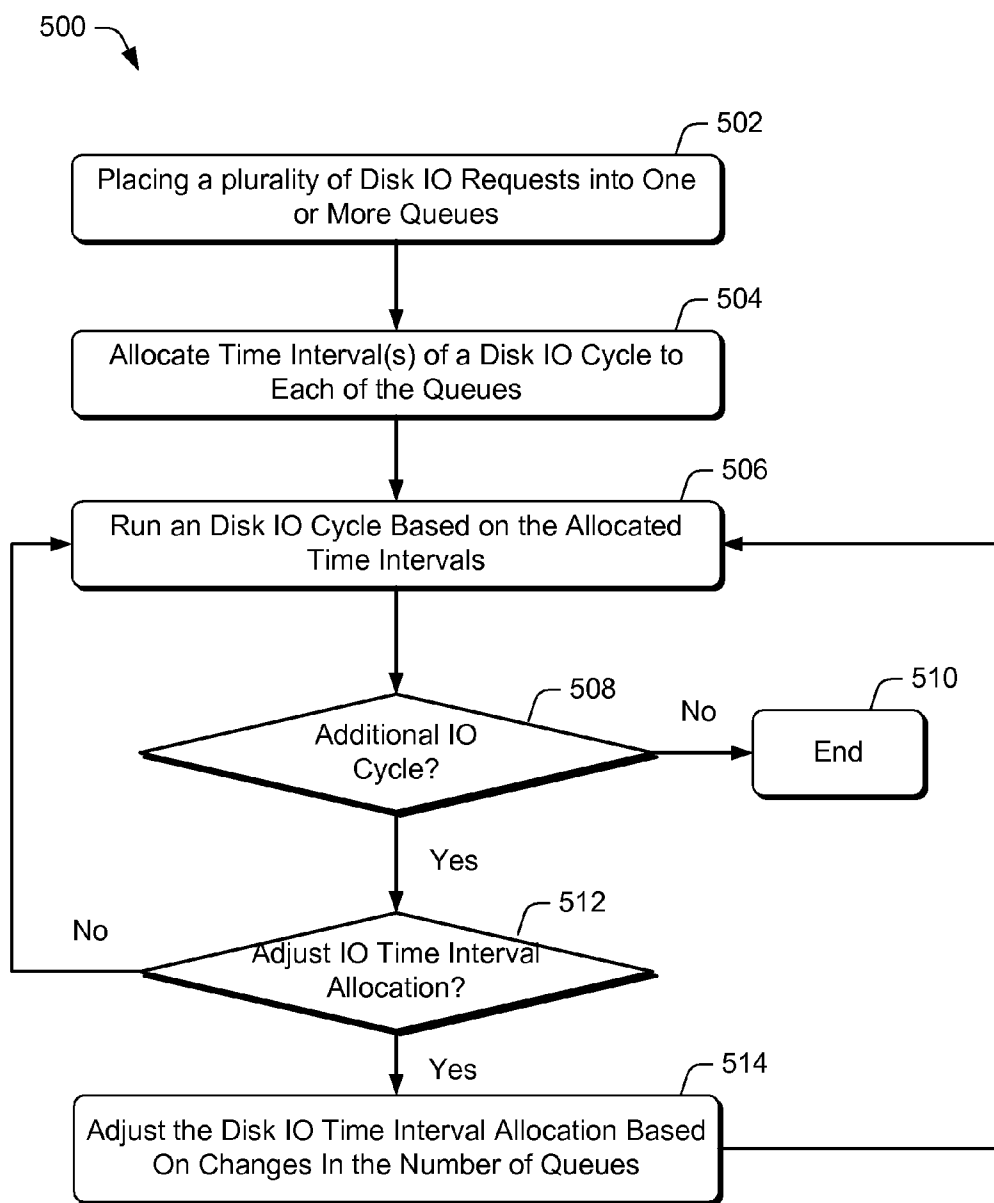 500
502
Placing a plurality of Disk IO Requests into One
or More Queues
504
Allocate Time Interval(s) of a Disk IO Cycle to
Each of the Queues
506
Run an Disk IO Cycle Based on the Allocated
Time Intervals
508
Additional IO
Cycle?
No
510
End
Yes
512
Adjust IO Time Interval
Allocation?
No
Yes
514
Adjust the Disk IO Time Interval Allocation Based
On Changes In the Number of Queues